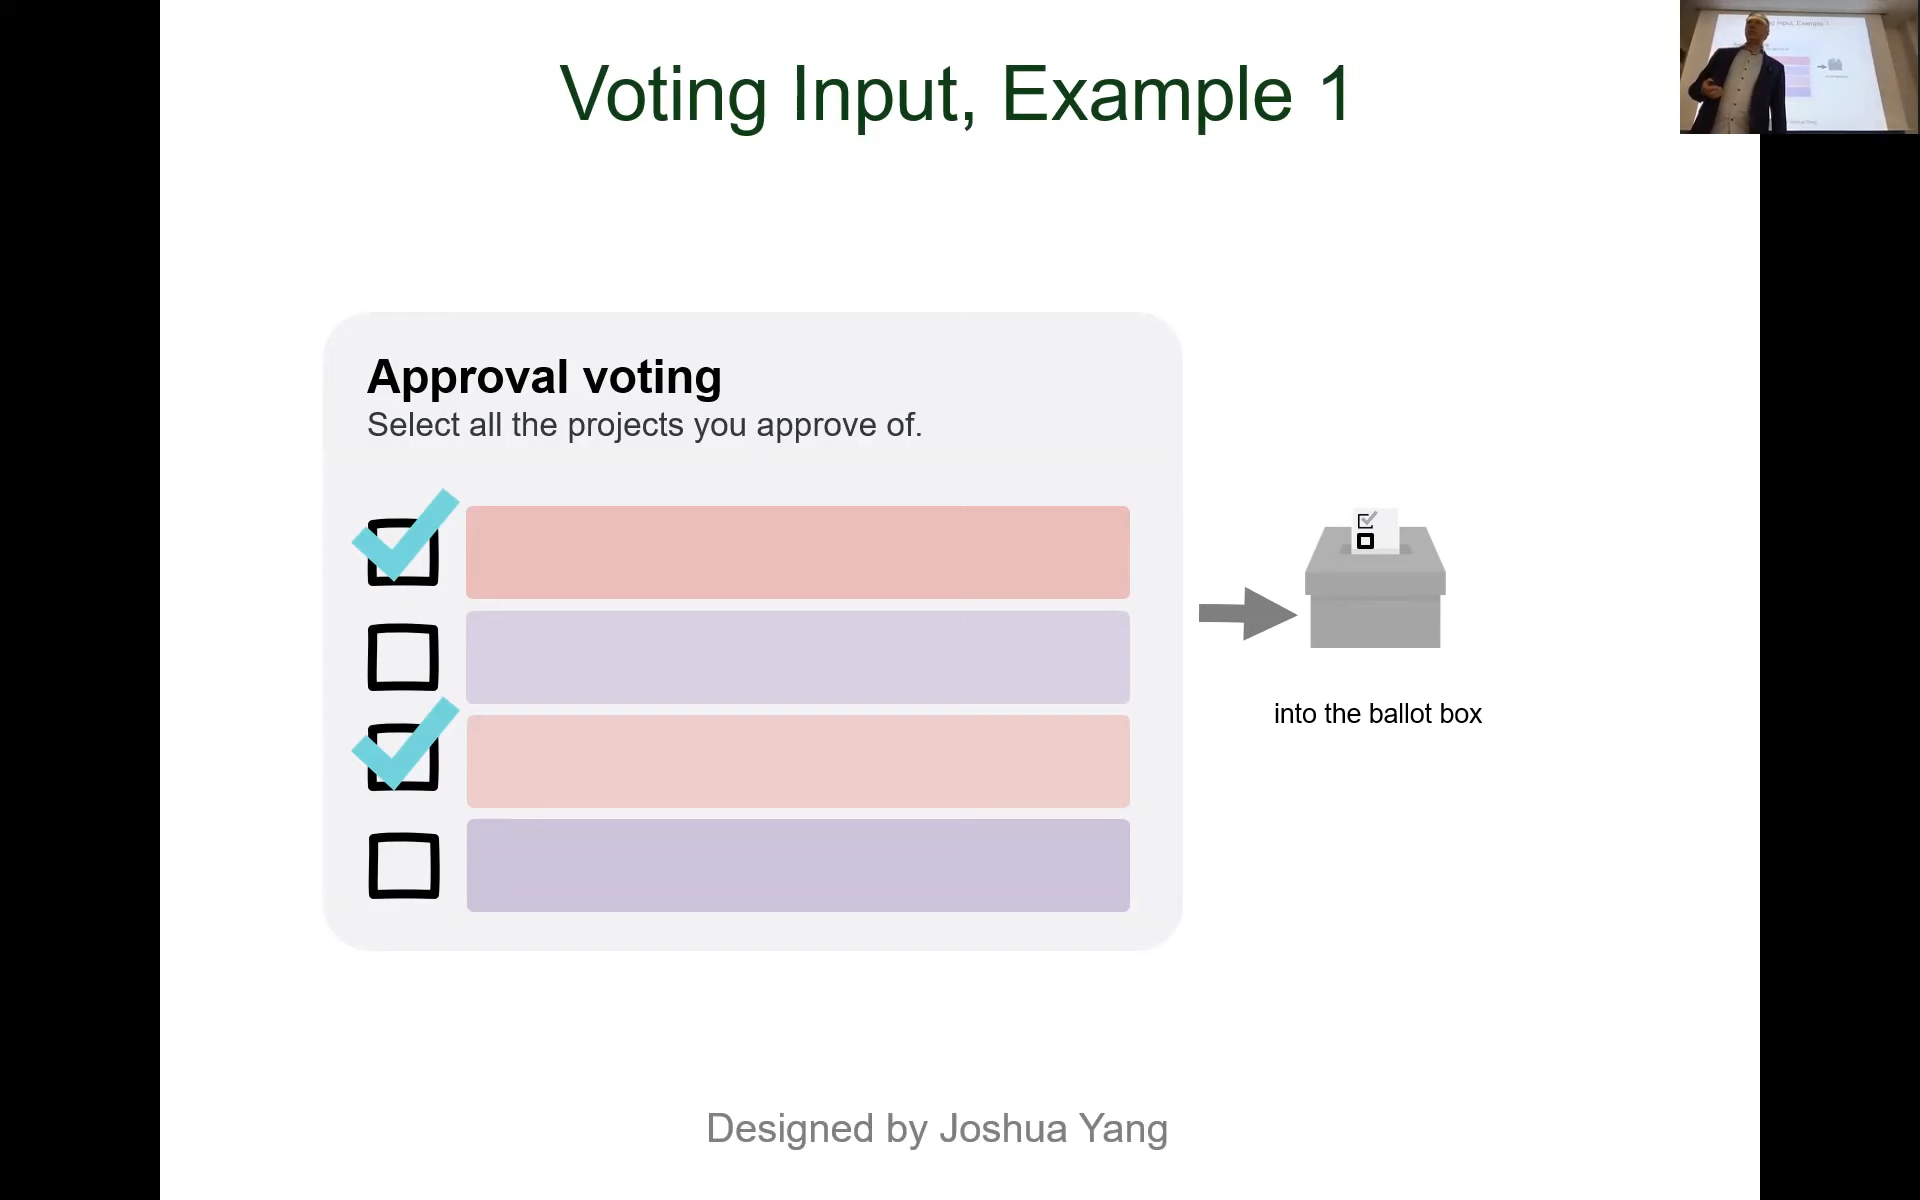 Voting Input, Example 1
Approval voting
Select all the projects you approve of.
into the ballot box
Designed by Joshua Yang